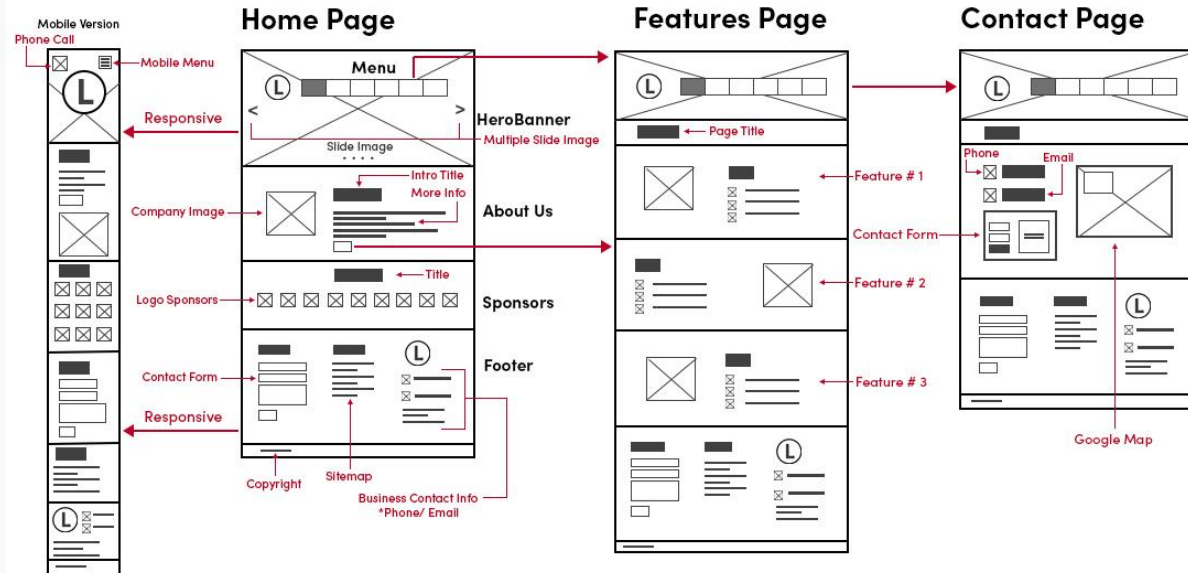 Home Page
Features Page
Contact Page
Mobile Version
Phone Call
Mobile Menu
L
Responsive
Menu
L
<
>
HeroBanner
Multiple Slide Image
Slide Image
Intro Title
More Info
Company Image
About Us
Title
Logo Sponsors
Sponsors
L
Footer
Contact Form
Responsive
Copyright
Sitemap
Business Contact Info
*Phone/ Email
L
L
Page Title
Feature # 1
Feature # 2
Feature # 3
L
L
Phone
Email
Contact Form
L
Google Map